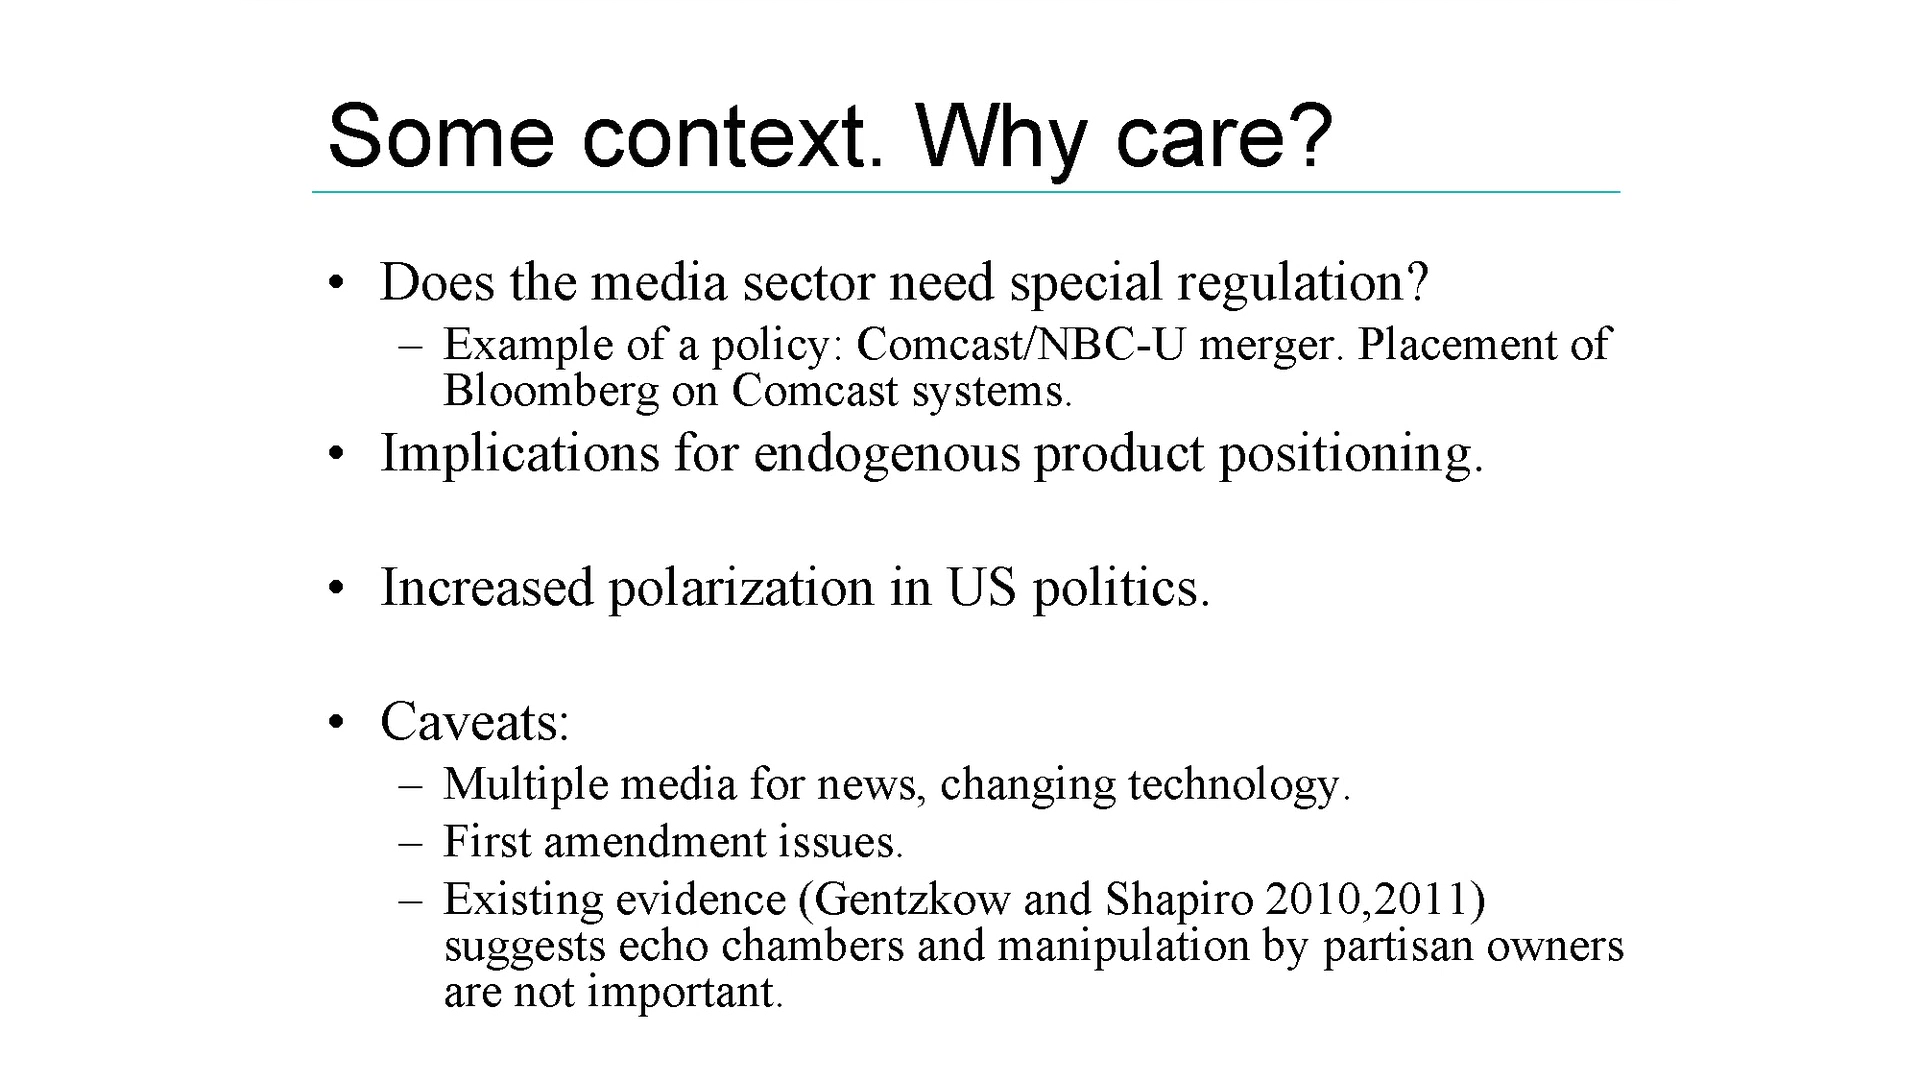 Some context. Why care?
• Does the media sector need special regulation?
– Example of a policy: Comcast/NBC-U merger. Placement of
Bloomberg on Comcast systems.
• Implications for endogenous product positioning.
• Increased polarization in US politics.
• Caveats:
– Multiple media for news, changing technology.
– First amendment issues.
– Existing evidence (Gentzkow and Shapiro 2010,2011)
suggests echo chambers and manipulation by partisan owners
are not important.